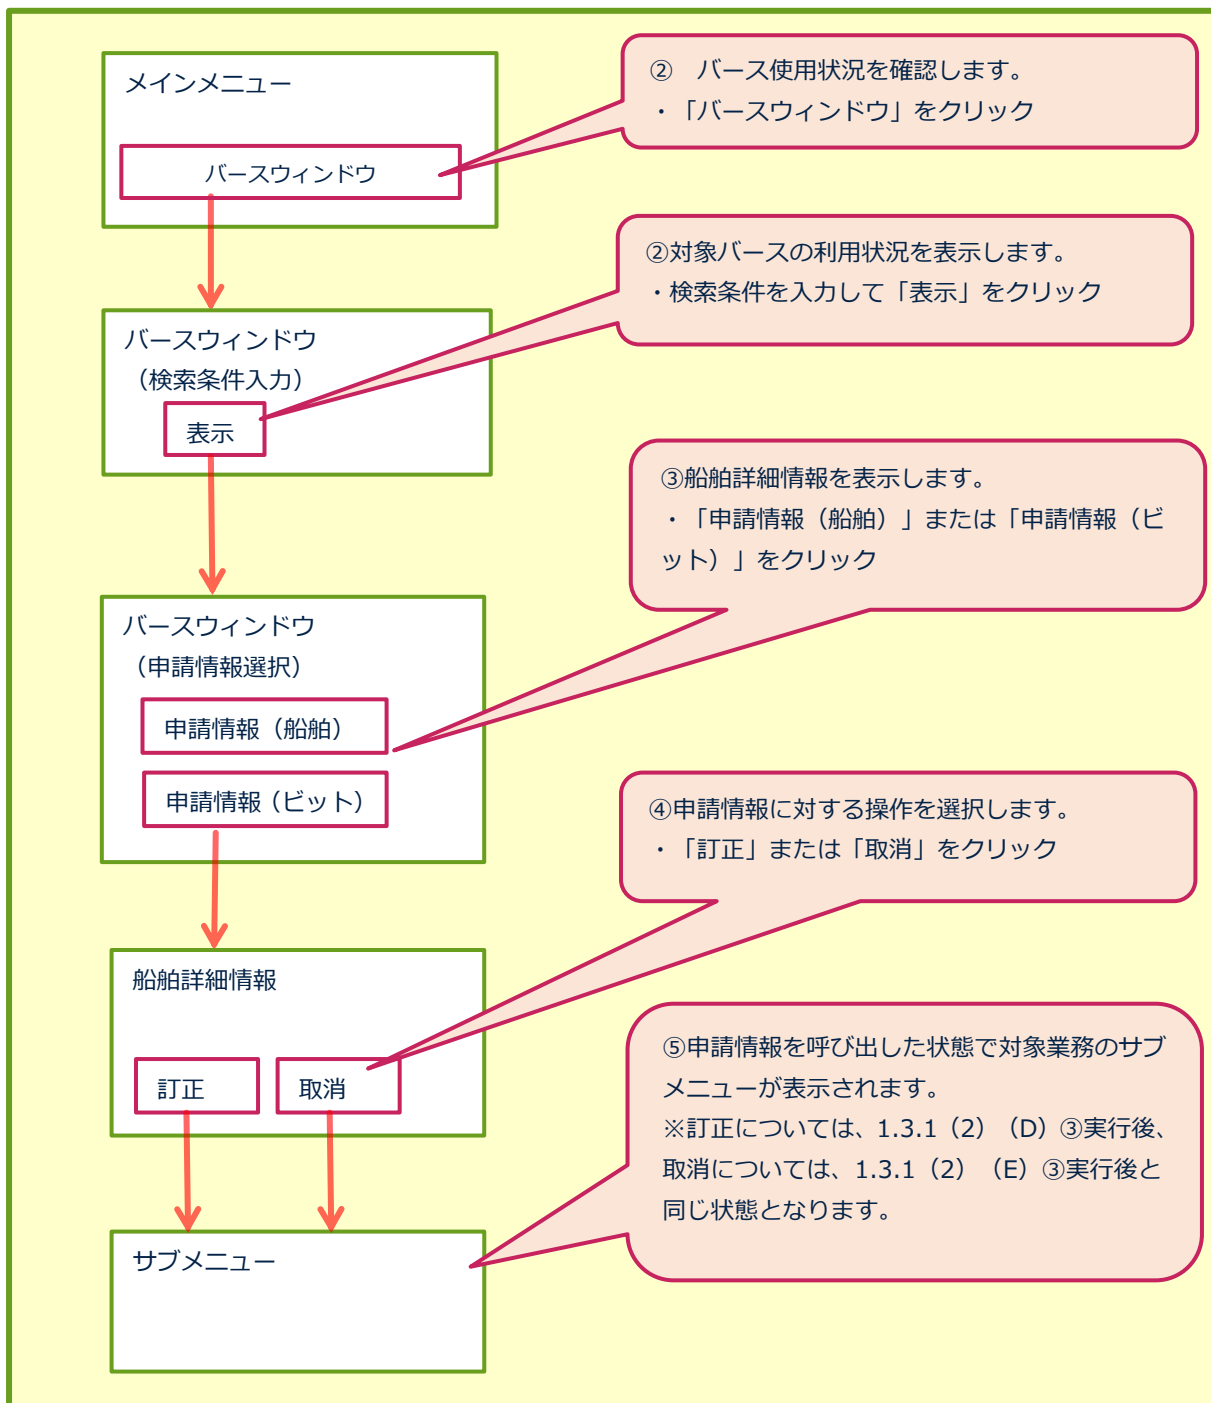 メインメニュー
バースウィンドウ
② バース使用状況を確認します。
・「バースウィンドウ」をクリック
②対象バースの利用状況を表示します。
・検索条件を入力して「表示」をクリック
バースウィンドウ
（検索条件入力）
表示
③船舶詳細情報を表示します。
・「申請情報（船舶）」または「申請情報（ビ
ット）」をクリック
バースウィンドウ
（申請情報選択）
申請情報（船舶）
申請情報（ビット）
④申請情報に対する操作を選択します。
・「訂正」または「取消」をクリック
船舶詳細情報
訂正
取消
⑤申請情報を呼び出した状態で対象業務のサブ
メニューが表示されます。
※訂正については、1.3.1（2）（D）③実行後、
取消については、1.3.1（2）（E）③実行後と
同じ状態となります。
サブメニュー